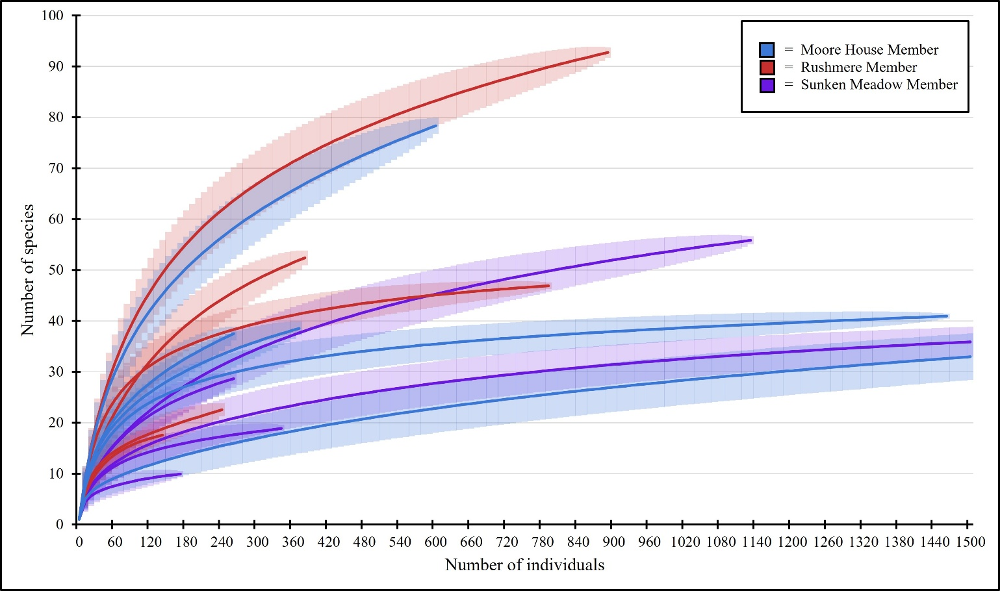 100
90
80
70
60
50
40
30
20
10
0
Number of species
= Moore House Member
= Rushmere Member
= Sunken Meadow Member
0 60 120 180 240 300 360 420 480 540 600 660 720 780 840 900 960 1020 1080 1140 1200 1260 1320 1380 1440 1500
Number of individuals